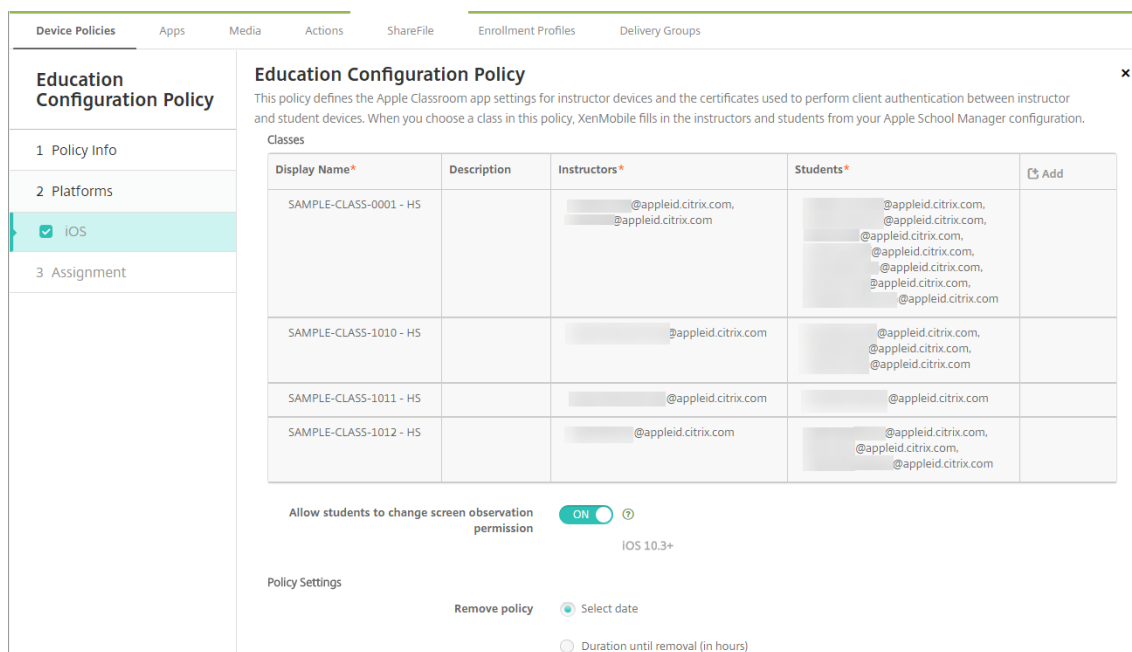 Device Policies Apps Media Actions ShareFile Enrollment Profiles Delivery Groups
Education
Configuration Policy
1 Policy Info
2 Platforms
iOS
3 Assignment
Education Configuration Policy
×
This policy defines the Apple Classroom app settings for instructor devices and the certificates used to perform client authentication between instructor
and student devices. When you choose a class in this policy, XenMobile fills in the instructors and students from your Apple School Manager configuration.
Classes
Display Name* Description Instructors* Students* Add
SAMPLE-CLASS-0001 - HS
@appleid.citrix.com,
@appleid.citrix.com
@appleid.citrix.com,
@appleid.citrix.com,
@appleid.citrix.com,
@appleid.citrix.com,
@appleid.citrix.com,
@appleid.citrix.com,
@appleid.citrix.com
SAMPLE-CLASS-1010 - HS
@appleid.citrix.com
@appleid.citrix.com,
@appleid.citrix.com,
@appleid.citrix.com
SAMPLE-CLASS-1011 - HS
@appleid.citrix.com
@appleid.citrix.com
SAMPLE-CLASS-1012 - HS
@appleid.citrix.com
@appleid.citrix.com,
@appleid.citrix.com,
@appleid.citrix.com
Allow students to change screen observation
permission
ON ?
iOS 10.3+
Policy Settings
Remove policy
Select date
Duration until removal (in hours)